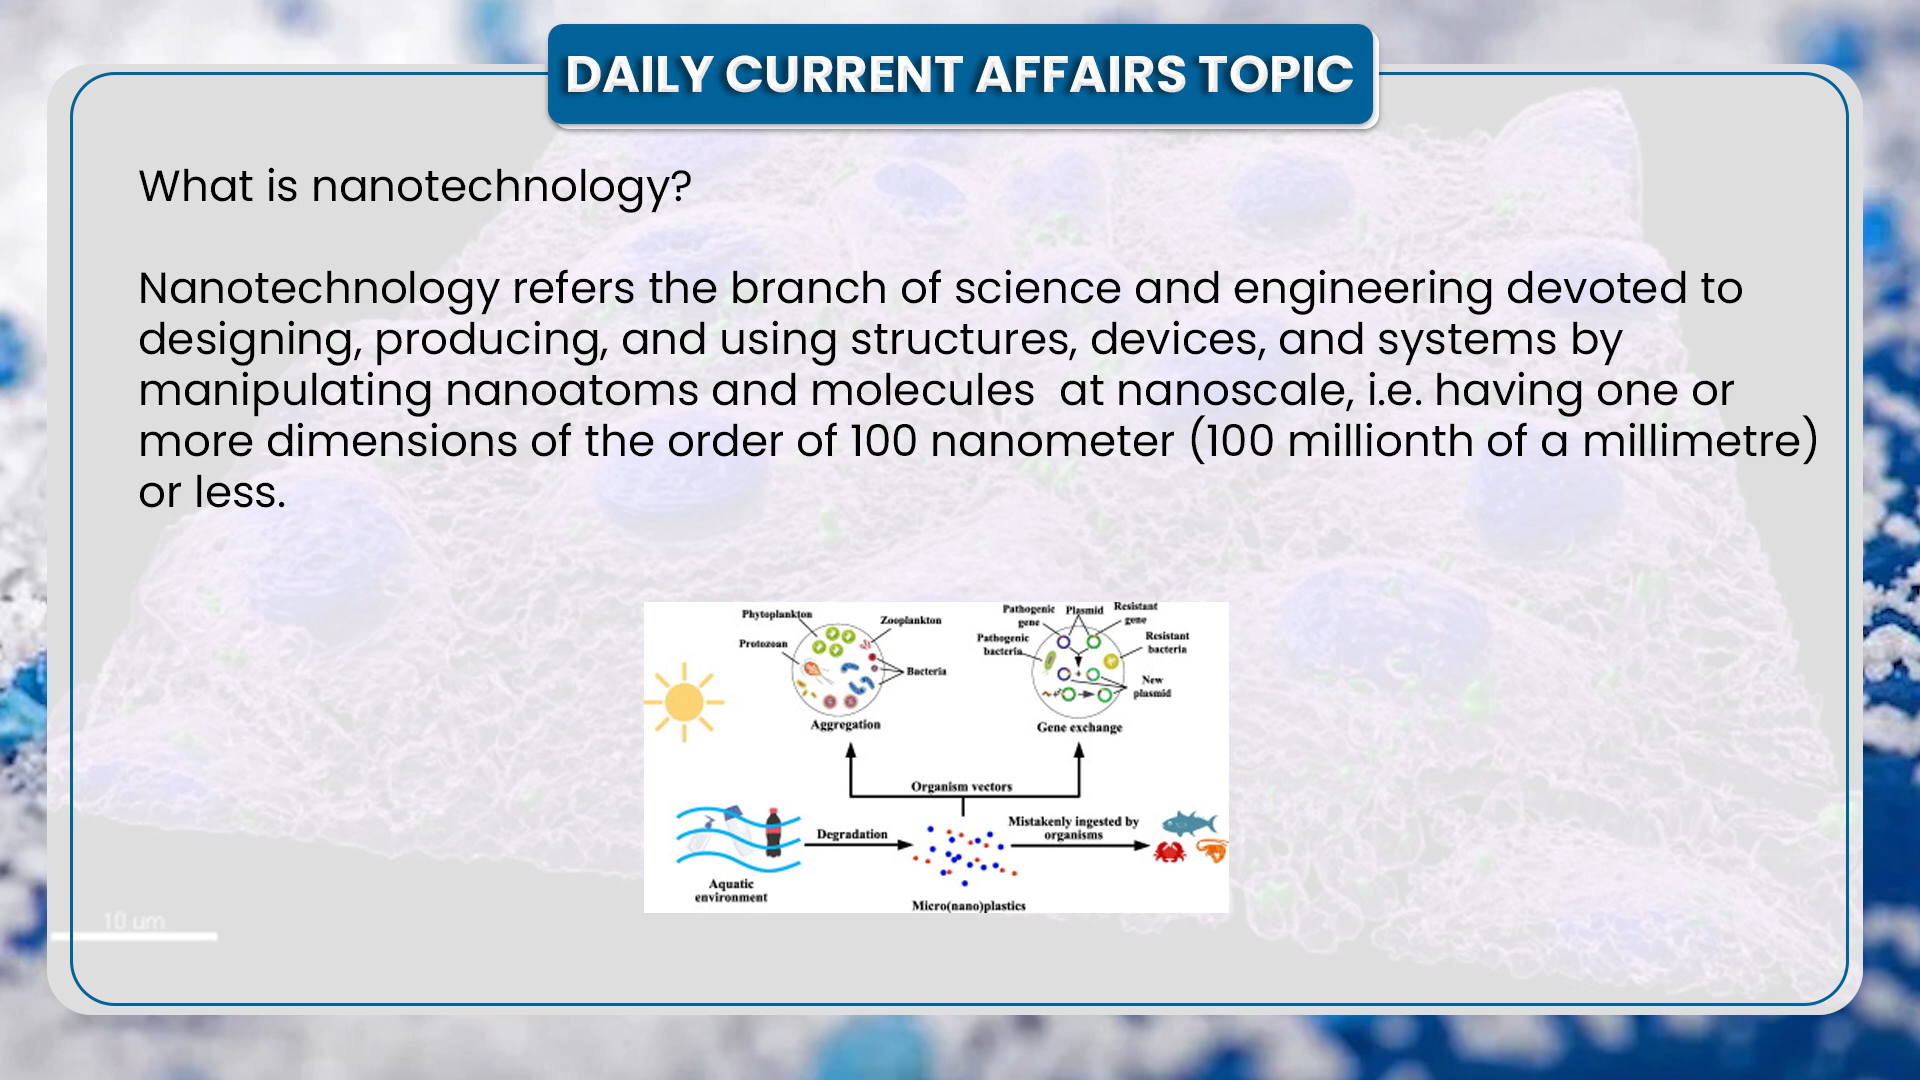 DAILY CURRENT AFFAIRS TOPIC
What is nanotechnology?
Nanotechnology refers the branch of science and engineering devoted to
designing, producing, and using structures, devices, and systems by
manipulating nanoatoms and molecules  at nanoscale, i.e. having one or
more dimensions of the order of 100 nanometer (100 millionth of a millimetre)
or less.
Phytoplankton
Zooplankton
Protozoan
Bacteria
Aggregation
Pathogenic
gene
Plasmid
Resistant
gene
Pathogenic
bacteria
Resistant
bacteria
New
plasmid
Gene exchange
Organism vectors
Degradation
Mistakenly ingested by
organisms
Aquatic
environment
Micro(nano)plastics
10 um